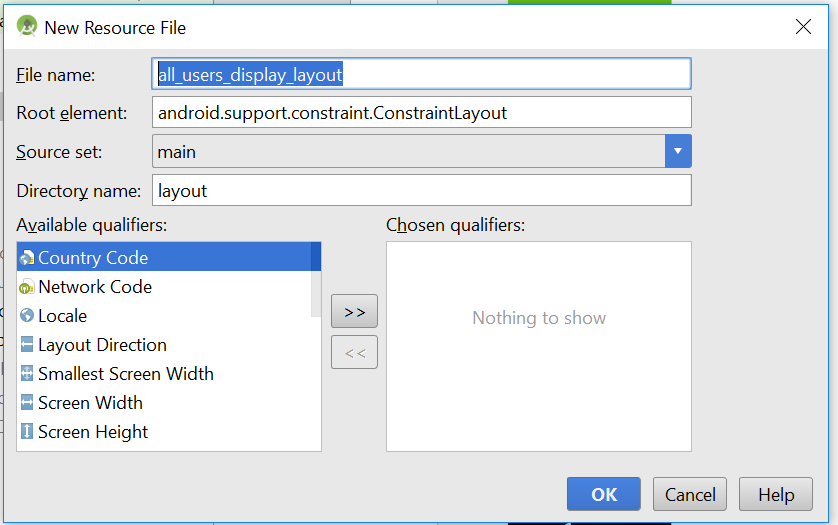 New Resource File
File name: all_users_display_layout
Root element: android.support.constraint.ConstraintLayout
Source set: main
Directory name: layout
Available qualifiers: Chosen qualifiers:
Country Code
Network Code
Locale
Layout Direction
Smallest Screen Width
Screen Width
Screen Height
>>
<<
Nothing to show
OK Cancel Help